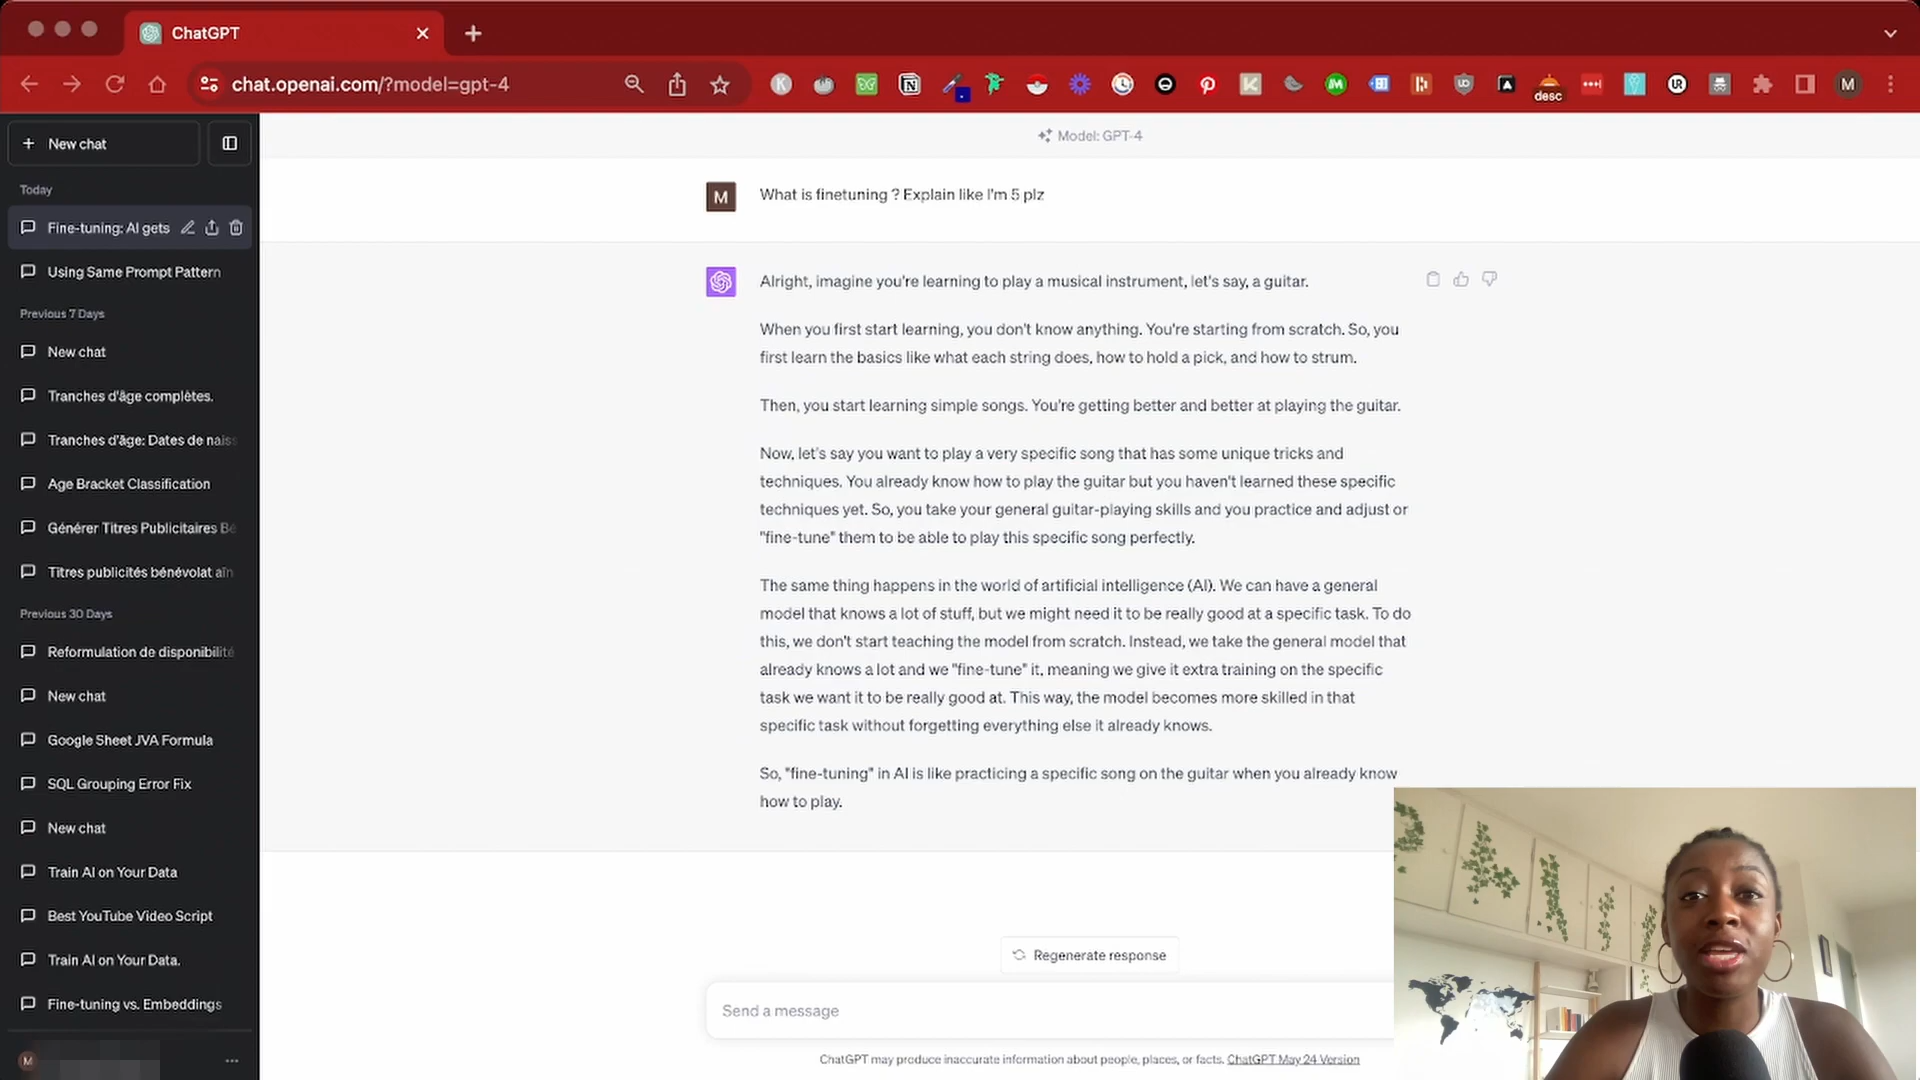 ChatGPT
chat.openai.com/?model=gpt-4
desc
M
New chat
Today
Fine-tuning: AI gets
Using Same Prompt Pattern
Previous 7 Days
New chat
Tranches d'âge complètes.
Tranches d'âge: Dates de naiss
Age Bracket Classification
Générer Titres Publicitaires Bé
Titres publicités bénévolat aîn
Previous 30 Days
Reformulation de disponibilité
New chat
Google Sheet JVA Formula
SQL Grouping Error Fix
New chat
Train AI on Your Data
Best YouTube Video Script
Train AI on Your Data.
Fine-tuning vs. Embeddings
M
Model: GPT-4
M
What is finetuning ? Explain like I'm 5 plz
Alright, imagine you're learning to play a musical instrument, let's say, a guitar.
When you first start learning, you don't know anything. You're starting from scratch. So, you
first learn the basics like what each string does, how to hold a pick, and how to strum.
Then, you start learning simple songs. You're getting better and better at playing the guitar.
Now, let's say you want to play a very specific song that has some unique tricks and
techniques. You already know how to play the guitar but you haven't learned these specific
techniques yet. So, you take your general guitar-playing skills and you practice and adjust or
"fine-tune" them to be able to play this specific song perfectly.
The same thing happens in the world of artificial intelligence (AI). We can have a general
model that knows a lot of stuff, but we might need it to be really good at a specific task. To do
this, we don't start teaching the model from scratch. Instead, we take the general model that
already knows a lot and we "fine-tune" it, meaning we give it extra training on the specific
task we want it to be really good at. This way, the model becomes more skilled in that
specific task without forgetting everything else it already knows.
So, "fine-tuning" in AI is like practicing a specific song on the guitar when you already know
how to play.
Regenerate response
Send a message
ChatGPT may produce inaccurate information about people, places, or facts. ChatGPT May 24 Version